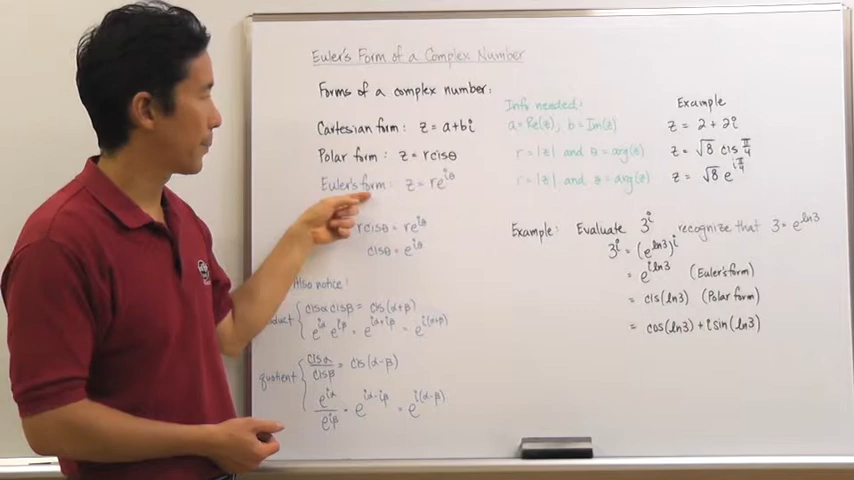 Euler's Form of a Complex Number
Forms of a complex number:
Info needed:
Example
Cartesian form: z = a+bi
a=Re(z), b=Im(z)
z = 2 + 2i
Polar form: z = rcisθ
r=|z| and θ=arg(z)
z = √8 cis π/4
Euler's form: z = re^iθ
r=|z| and θ=arg(z)
z = √8 e^iπ/4
rcisθ = re^iθ
cisθ = e^iθ
Example: Evaluate 3^i recognize that 3 = e^ln3
3^i = (e^ln3)^i
= e^iln3 (Euler's form)
= cis(ln3) (Polar form)
= cos(ln3) + i sin(ln3)
Also notice:
cisα cisβ = cis(α+β)
e^iα e^iβ = e^iα+iβ = e^i(α+β)
quotient
cisα/cisβ = cis(α-β)
e^iα/e^iβ = e^iα-iβ = e^i(α-β)